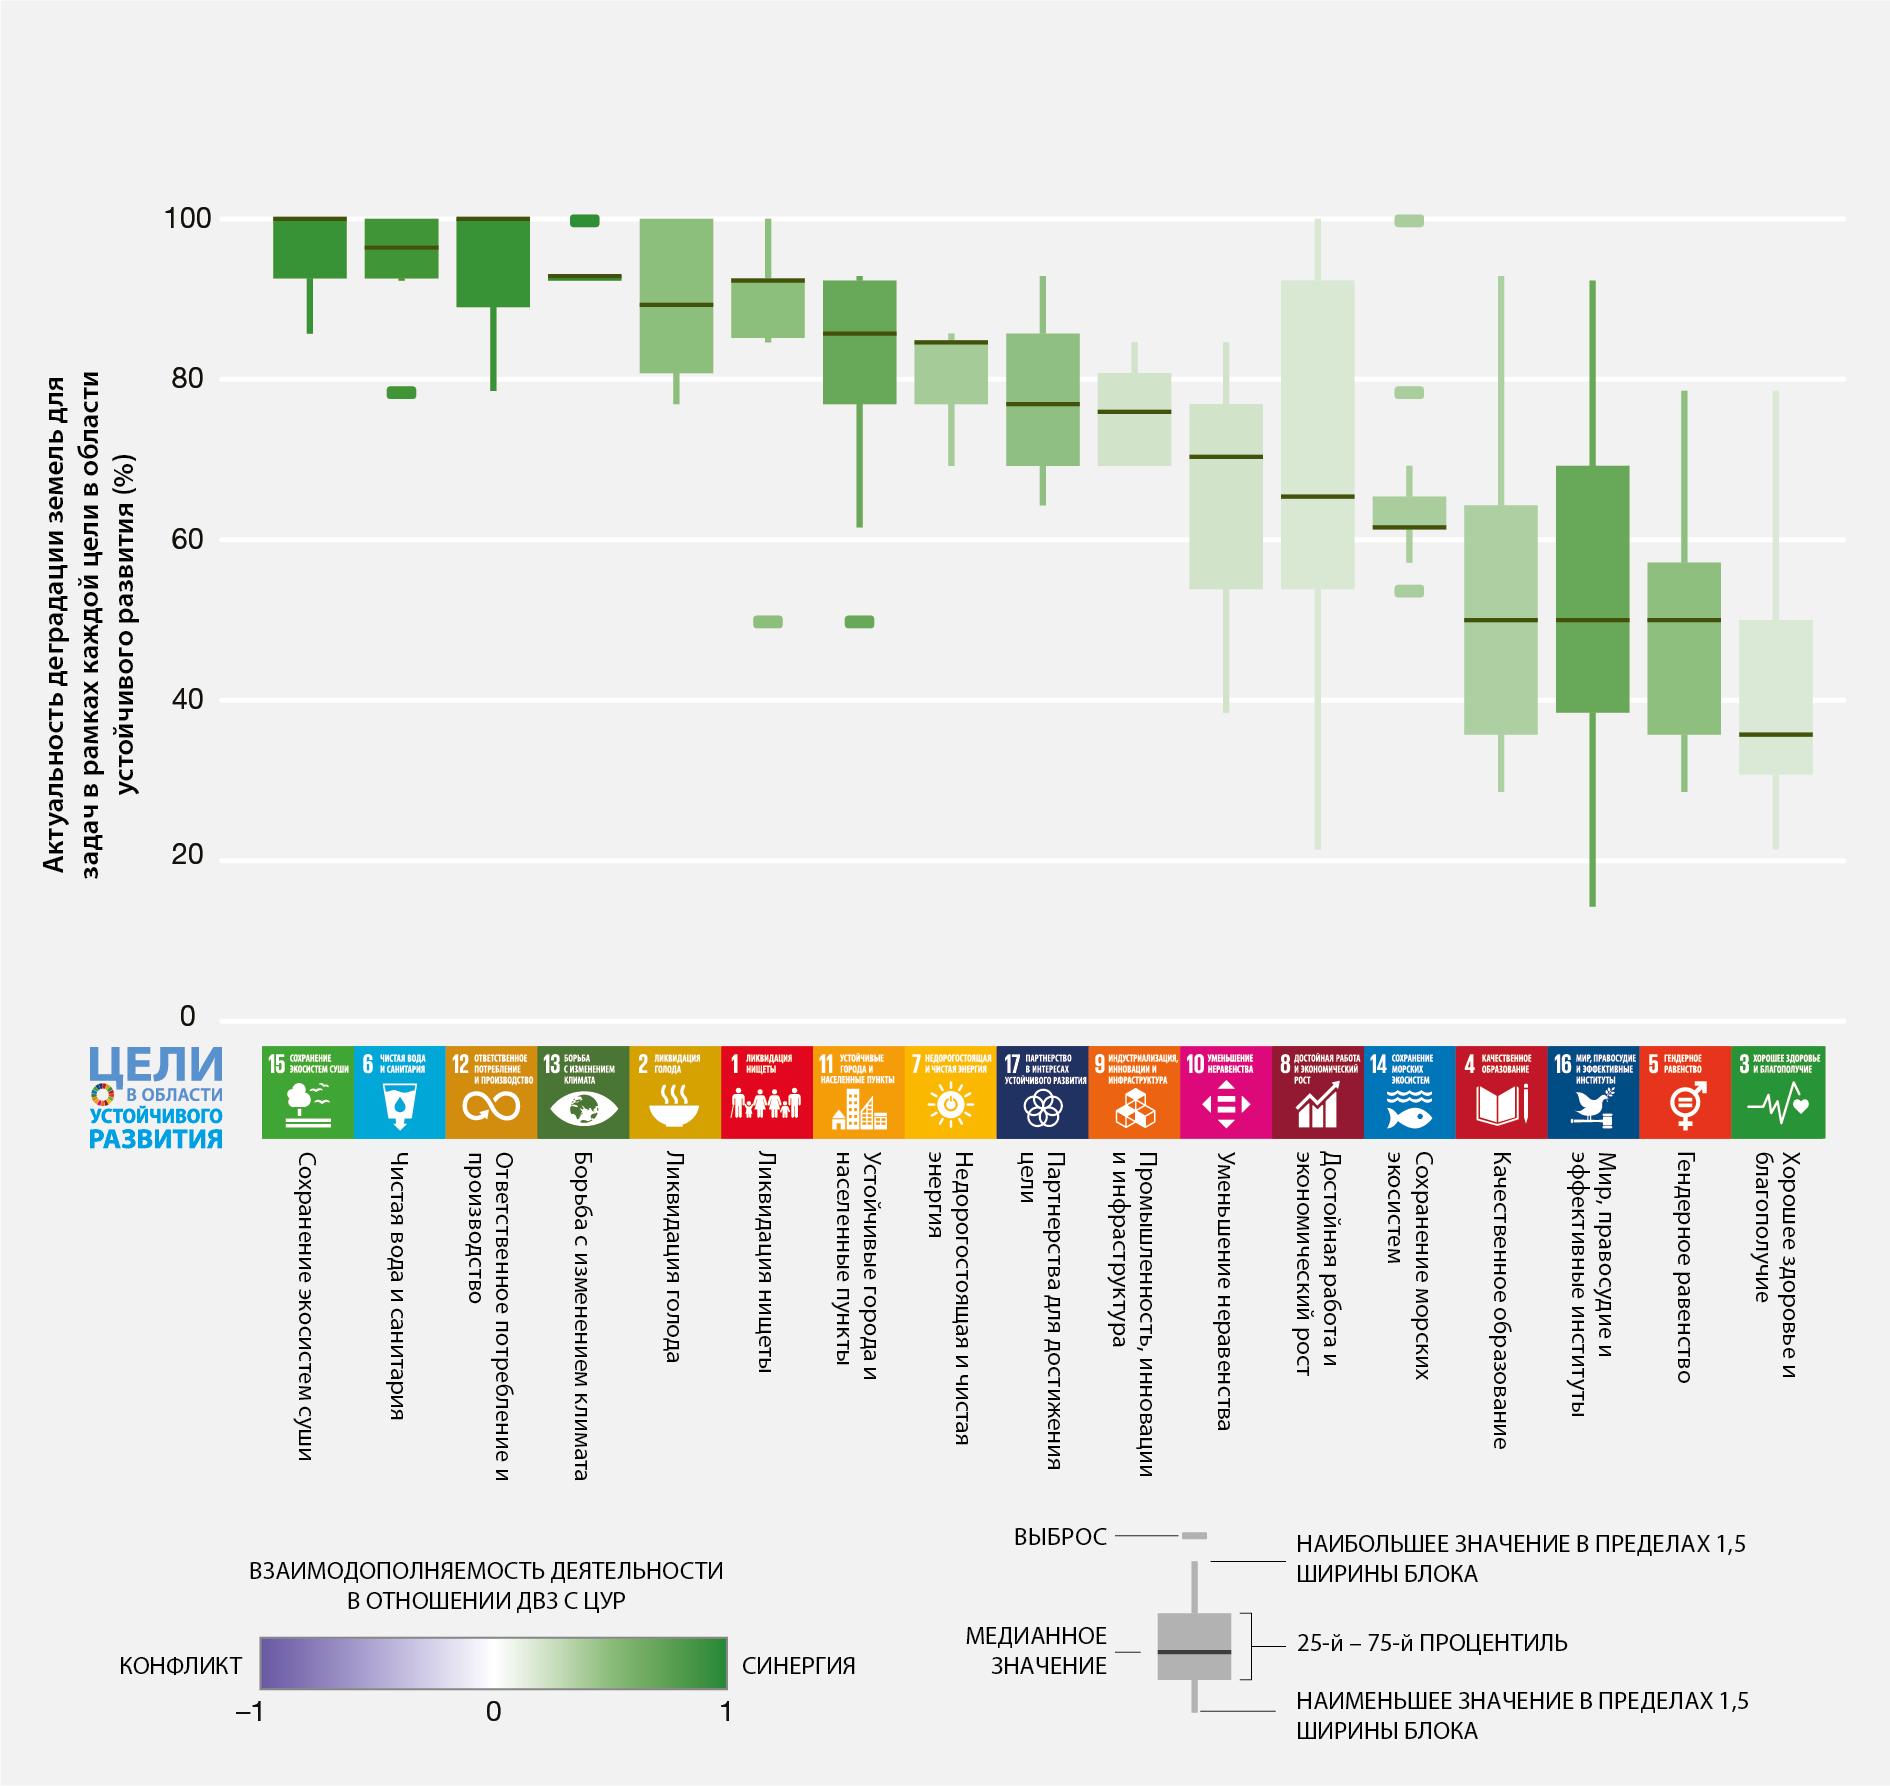 Актуальность деградации земель для
задач в рамках каждой цели в области
устойчивого развития (%)
100
80
60
40
20
0
ЦЕЛИ
В ОБЛАСТИ
УСТОЙЧИВОГО
РАЗВИТИЯ
15 СОХРАНЕНИЕ
ЭКОСИСТЕМ СУШИ
6 ЧИСТАЯ ВОДА
И САНИТАРИЯ
12 ОТВЕТСТВЕННОЕ
ПОТРЕБЛЕНИЕ
И ПРОИЗВОДСТВО
13 БОРЬБА
С ИЗМЕНЕНИЕМ
КЛИМАТА
2 ЛИКВИДАЦИЯ
ГОЛОДА
1 ЛИКВИДАЦИЯ
НИЩЕТЫ
11 УСТОЙЧИВЫЕ
ГОРОДА И
НАСЕЛЕННЫЕ ПУНКТЫ
7 НЕДОРОГОСТОЯЩАЯ
И ЧИСТАЯ ЭНЕРГИЯ
17 ПАРТНЕРСТВО
В ИНТЕРЕСАХ
УСТОЙЧИВОГО РАЗВИТИЯ
9 ИНДУСТРИАЛИЗАЦИЯ,
ИННОВАЦИИ И
ИНФРАСТРУКТУРА
10 УМЕНЬШЕНИЕ
НЕРАВЕНСТВА
8 ДОСТОЙНАЯ РАБОТА
И ЭКОНОМИЧЕСКИЙ
РОСТ
14 СОХРАНЕНИЕ
МОРСКИХ
ЭКОСИСТЕМ
4 КАЧЕСТВЕННОЕ
ОБРАЗОВАНИЕ
16 МИР, ПРАВОСУДИЕ
И ЭФФЕКТИВНЫЕ
ИНСТИТУТЫ
5 ГЕНДЕРНОЕ
РАВЕНСТВО
3 ХОРОШЕЕ ЗДОРОВЬЕ
И БЛАГОПОЛУЧИЕ
Сохранение экосистем суши
Чистая вода и санитария
Ответственное потребление и
производство
Борьба с изменением климата
Ликвидация голода
Ликвидация нищеты
Устойчивые города и
населенные пункты
Недорогостоящая и чистая
энергия
Партнерства для достижения
цели
Промышленность, инновации
и инфраструктура
Уменьшение неравенства
Достойная работа и
экономический рост
Сохранение морских
экосистем
Качественное образование
Мир, правосудие и
эффективные институты
Гендерное равенство
Хорошее здоровье и
благополучие
ВЗАИМОДОПОЛНЯЕМОСТЬ ДЕЯТЕЛЬНОСТИ
В ОТНОШЕНИИ ДВЗ С ЦУР
КОНФЛИКТ
СИНЕРГИЯ
–1
0
1
ВЫБРОС
НАИБОЛЬШЕЕ ЗНАЧЕНИЕ В ПРЕДЕЛАХ 1,5
ШИРИНЫ БЛОКА
МЕДИАННОЕ
ЗНАЧЕНИЕ
25-й – 75-й ПРОЦЕНТИЛЬ
НАИМЕНЬШЕЕ ЗНАЧЕНИЕ В ПРЕДЕЛАХ 1,5
ШИРИНЫ БЛОКА